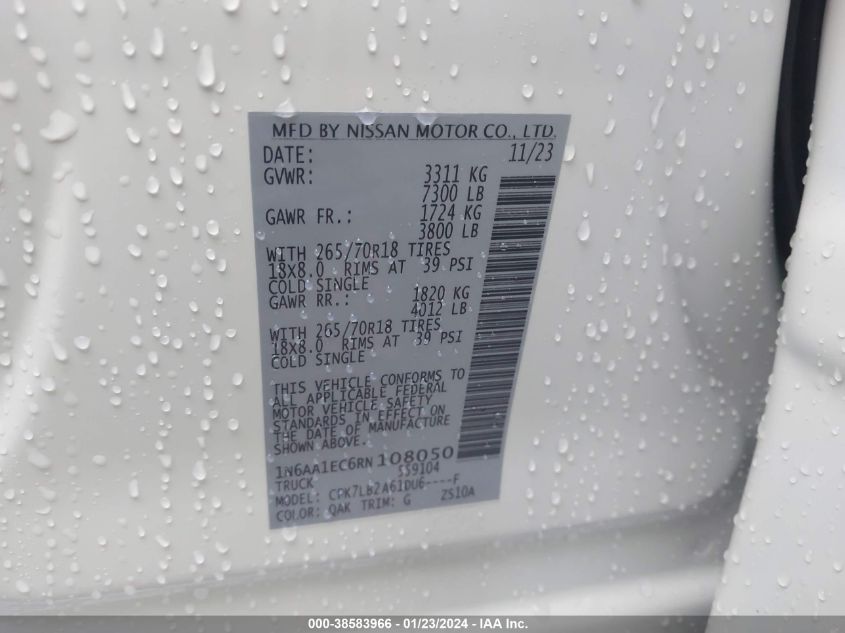 MFD BY NISSAN MOTOR CO., LTD.
DATE: 11/23
GVWR: 3311 KG
7300 LB
GAWR FR.: 1724 KG
3800 LB
WITH 265/70R18 TIRES
18X8.0 RIMS AT 39 PSI
COLD SINGLE
GAWR RR.: 1820 KG
4012 LB
WITH 265/70R18 TIRES
18X8.0 RIMS AT 39 PSI
COLD SINGLE
THIS VEHICLE CONFORMS TO
ALL APPLICABLE FEDERAL
MOTOR VEHICLE SAFETY
STANDARDS IN EFFECT ON
THE DATE OF MANUFACTURE
SHOWN ABOVE.
1N6AA1EC6RN108050
TRUCK S59104
MODEL: CPK7LBZA61DU6----F
COLOR: QAK TRIM: G ZS10A
000-38583966 - 01/23/2024 - IAA Inc.